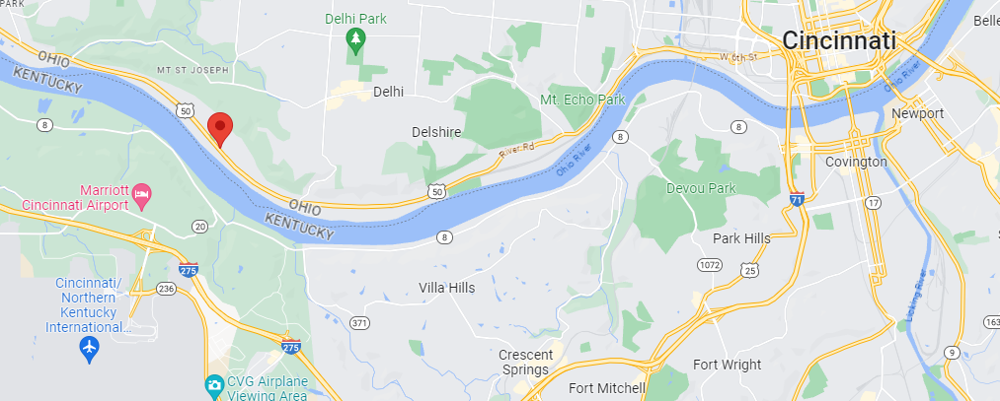 PARK
Delhi Park
Cincinnati
Belle
OHIO
KENTUCKY
MT ST JOSEPH
W 6th St
Ohio River
50
Delhi
Mt. Echo Park
8
Delshire
8
8
Newport
River Rd
Ohio River
Covington
Marriott
Cincinnati Airport
50
Devou Park
71
17
OHIO
KENTUCKY
20
8
Park Hills
275
1072
25
Cincinnati/
Northern
Kentucky
International...
236
Villa Hills
Licking River
371
163
275
Crescent
Springs
9
Fort Wright
CVG Airplane
Viewing Area
Fort Mitchell